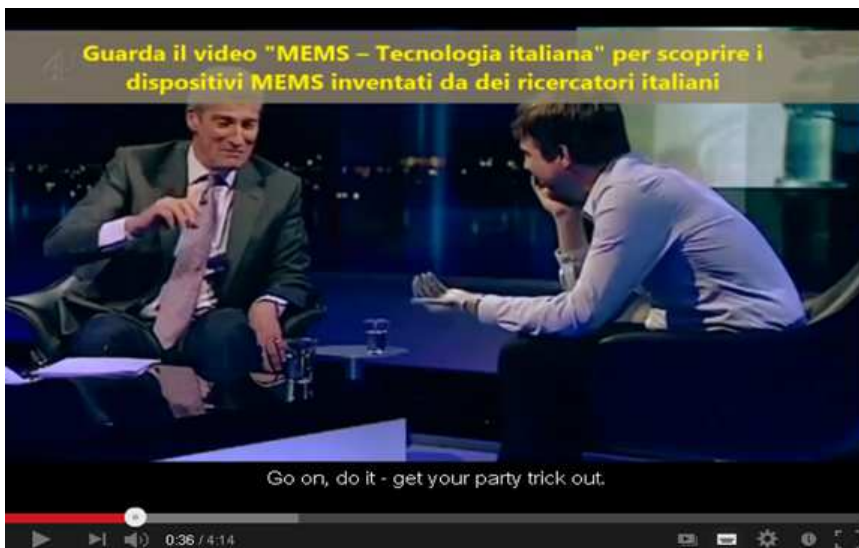 Guarda il video "MEMS – Tecnologia italiana" per scoprire i
dispositivi MEMS inventati da dei ricercatori italiani
4
Go on, do it - get your party trick out.
0:36 / 4:14